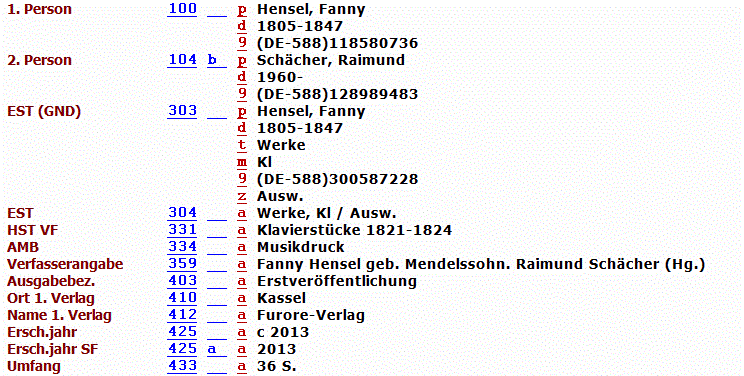 1. Person 100 __ p Hensel, Fanny
d 1805-1847
9 (DE-588)118580736
2. Person 104 b_ p Schächer, Raimund
d 1960-
9 (DE-588)128989483
EST (GND) 303 __ p Hensel, Fanny
d 1805-1847
t Werke
m Kl
9 (DE-588)300587228
z Ausw.
EST 304 __ a Werke, Kl / Ausw.
HST VF 331 __ a Klavierstücke 1821-1824
AMB 334 __ a Musikdruck
Verfasserangabe 359 __ a Fanny Hensel geb. Mendelssohn. Raimund Schächer (Hg.)
Ausgabebez. 403 __ a Erstveröffentlichung
Ort 1. Verlag 410 __ a Kassel
Name 1. Verlag 412 __ a Furore-Verlag
Ersch.jahr 425 __ a c 2013
Ersch.jahr SF 425 a_ a 2013
Umfang 433 __ a 36 S.